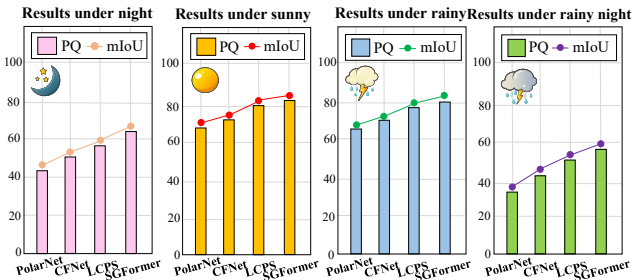 Results under night
PQ mIoU
100
80
60
40
20
0
PolarNet
CFNet
LCPS
SGFormer
Results under sunny
PQ mIoU
100
80
60
40
20
0
PolarNet
CFNet
LCPS
SGFormer
Results under rainy
PQ mIoU
100
80
60
40
20
0
PolarNet
CFNet
LCPS
SGFormer
Results under rainy night
PQ mIoU
100
80
60
40
20
0
PolarNet
CFNet
LCPS
SGFormer